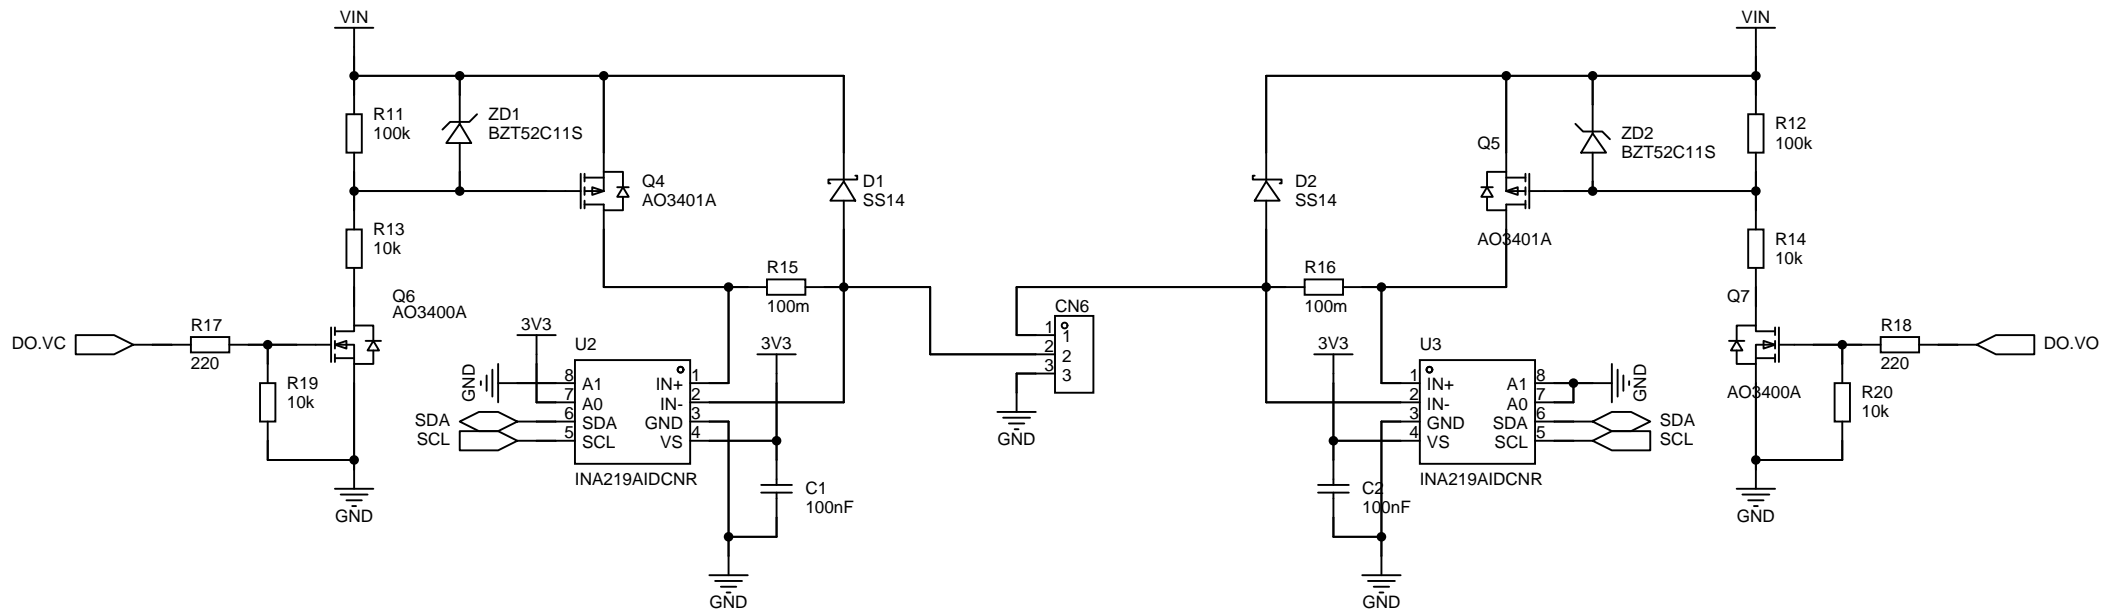 VIN
VIN
R11
100k
ZD1
BZT52C11S
Q4
AO3401A
D1
SS14
D2
SS14
Q5
AO3401A
ZD2
BZT52C11S
R12
100k
R13
10k
R14
10k
R15
100m
R16
100m
Q6
AO3400A
Q7
AO3400A
DO.VC
R17
220
R19
10k
GND
3V3
U2
GND
8 A1 IN+ 1
7 A0 IN- 2
6 SDA GND 3
5 SCL VS 4
SDA
SCL
INA219AIDCNR
3V3
C1
100nF
GND
CN6
1 1
2 2
3 3
GND
3V3
U3
1 IN+ A1 8
2 IN- A0 7
3 GND SDA 6
4 VS SCL 5
INA219AIDCNR
GND
SDA
SCL
C2
100nF
GND
R18
220
DO.VO
R20
10k
GND